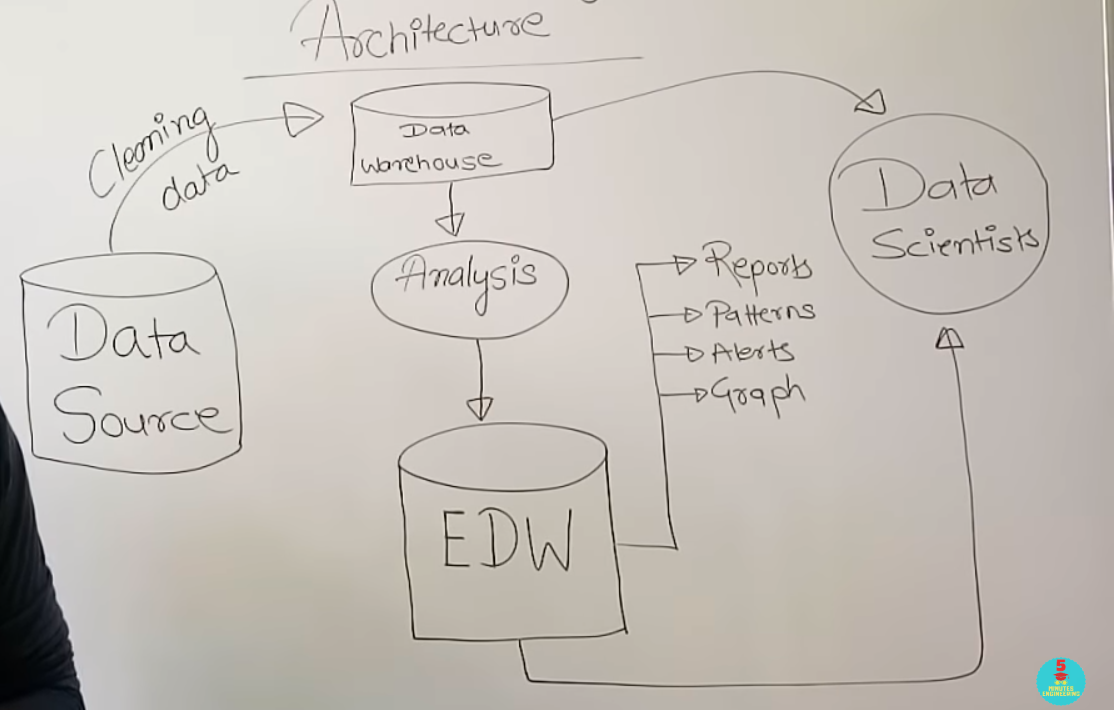 Architecture
Cleaning
data
Data
Warehouse
Data
Scientists
Analysis
Reports
Patterns
Alerts
Graph
Data
Source
EDW
5
MINUTES
ENGINEERING